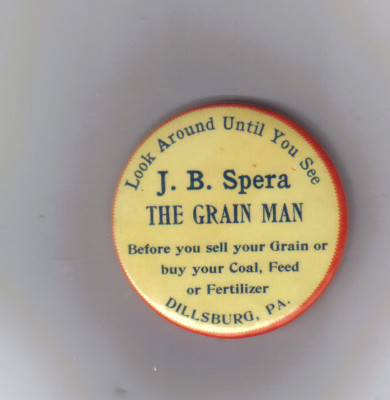 Look Around Until You See
J. B. Spera
THE GRAIN MAN
Before you sell your Grain or
buy your Coal, Feed
or Fertilizer
DILLSBURG, PA.